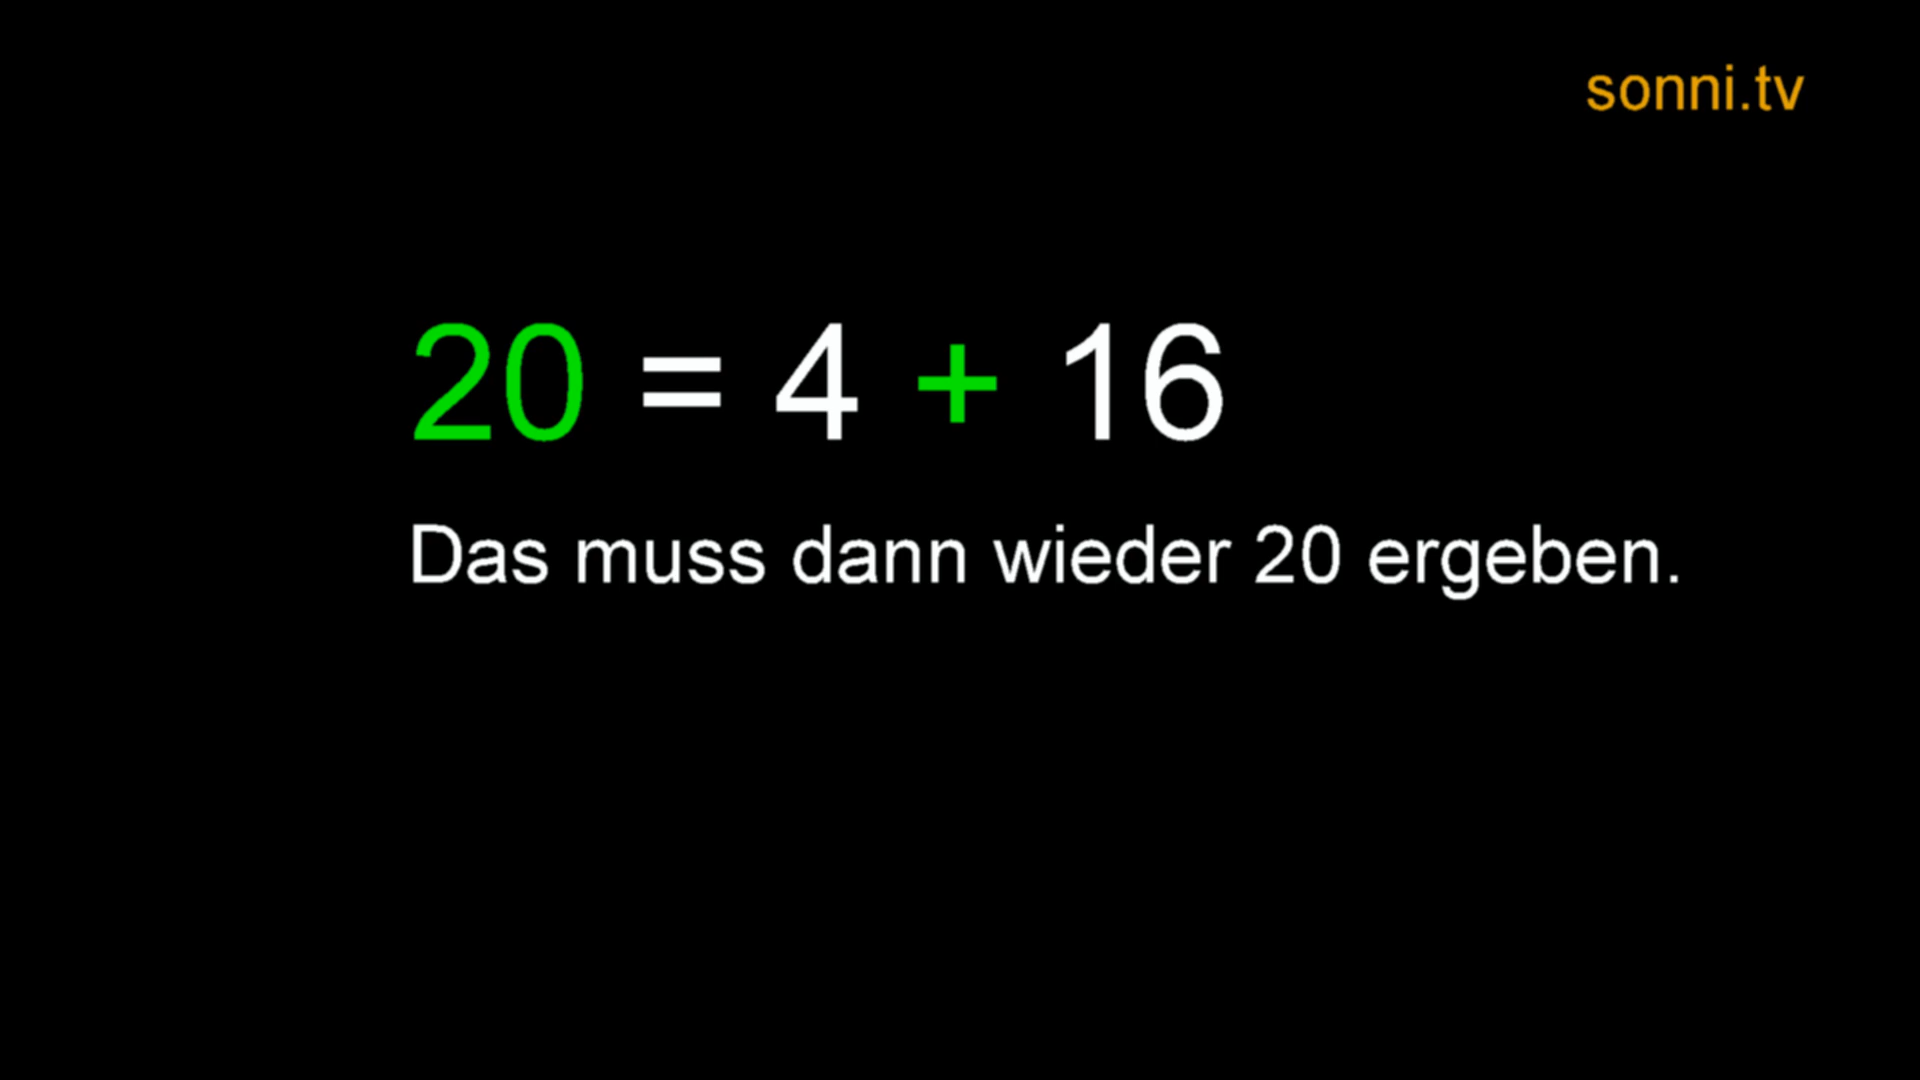 sonni.tv
20 = 4 + 16
Das muss dann wieder 20 ergeben.